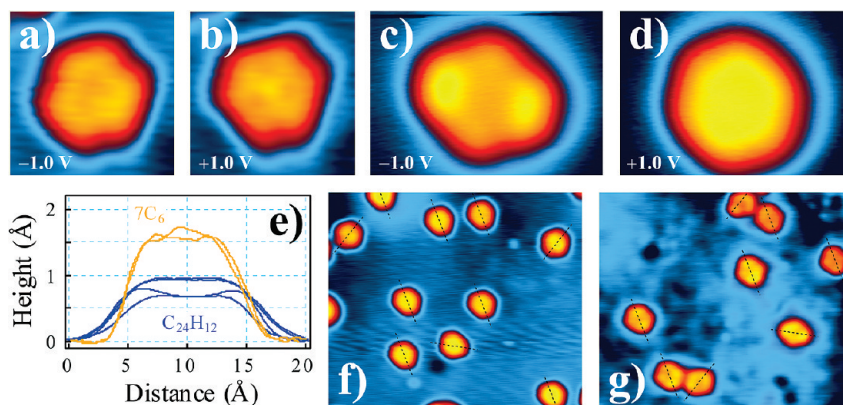 a)
b)
c)
d)
−1.0 V
+1.0 V
−1.0 V
+1.0 V
e)
7C₆
C₂₄H₁₂
Height (Å)
2
1
0
0 5 10 15 20
Distance (Å)
f)
g)